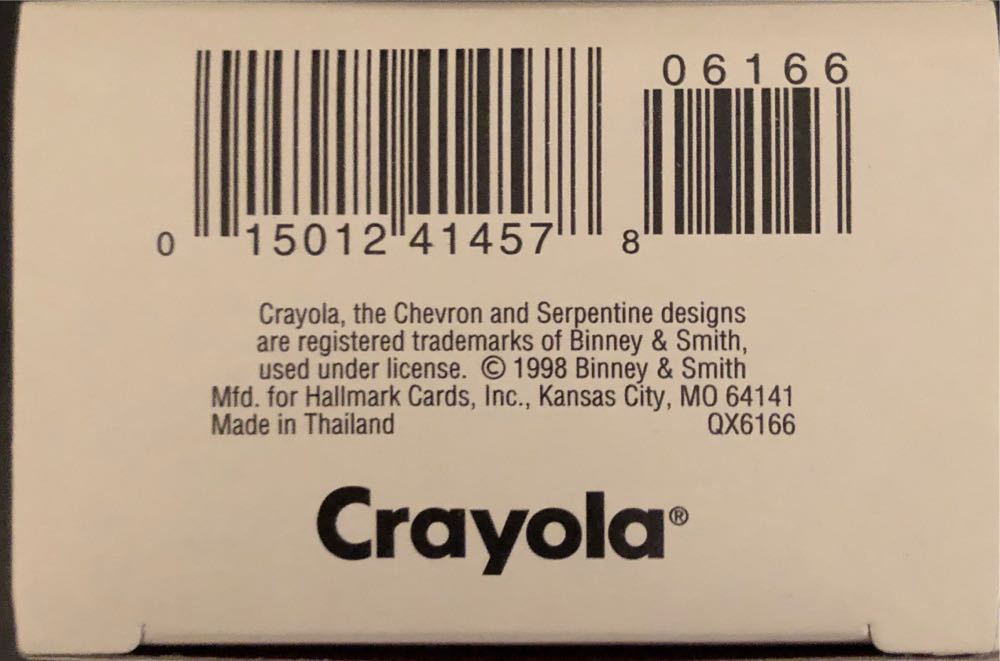 06166
0 15012 41457 8
Crayola, the Chevron and Serpentine designs
are registered trademarks of Binney & Smith,
used under license. © 1998 Binney & Smith
Mfd. for Hallmark Cards, Inc., Kansas City, MO 64141
Made in Thailand QX6166
Crayola®